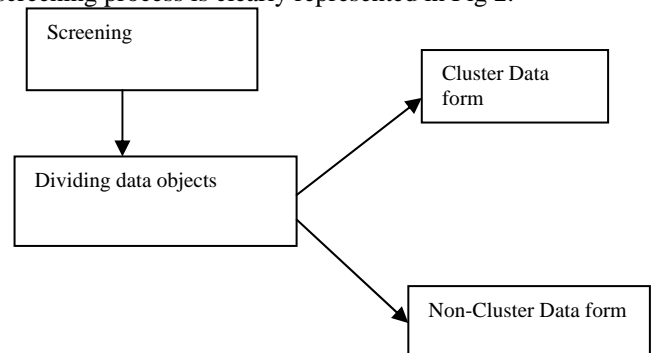 screening process is clearly represented in Fig 2.
Screening
Cluster Data
form
Dividing data objects
Non-Cluster Data form